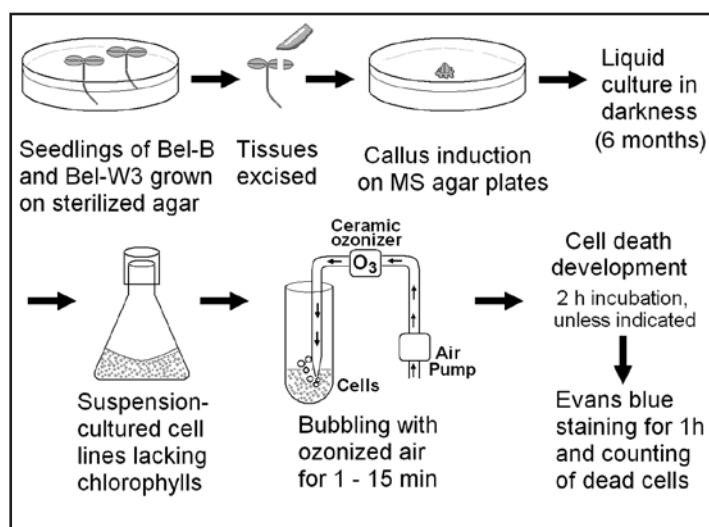 Seedlings of Bel-B
and Bel-W3 grown
on sterilized agar
Tissues
excised
Callus induction
on MS agar plates
Liquid
culture in
darkness
(6 months)
Suspension-
cultured cell
lines lacking
chlorophylls
Ceramic
ozonizer
O₃
Air
Pump
Cells
Bubbling with
ozonized air
for 1 - 15 min
Cell death
development
2 h incubation,
unless indicated
Evans blue
staining for 1h
and counting
of dead cells